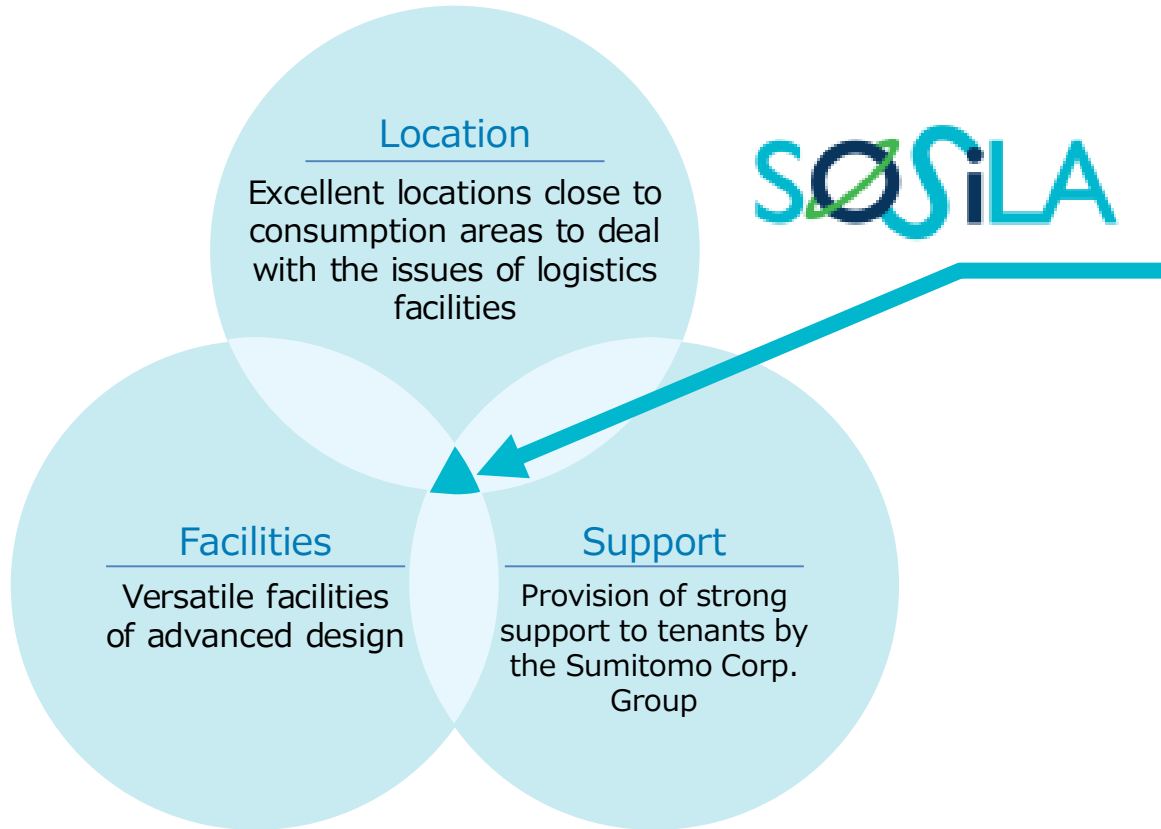 Location
Excellent locations close to
consumption areas to deal
with the issues of logistics
facilities
SOSiLA
Facilities
Versatile facilities
of advanced design
Support
Provision of strong
support to tenants by
the Sumitomo Corp.
Group